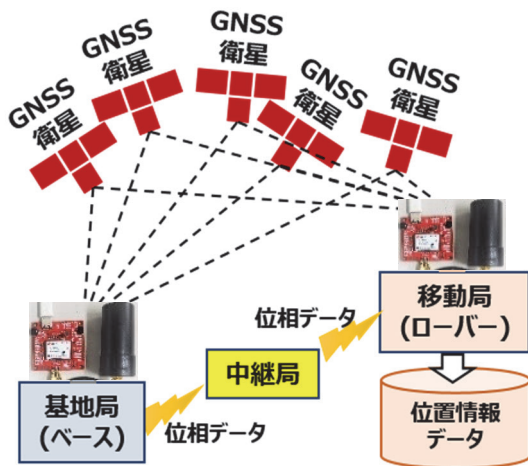 GNSS
衛星
GNSS
衛星
GNSS
衛星
GNSS
衛星
GNSS
衛星
位相データ
移動局
(ローバー)
中継局
基地局
(ベース)
位相データ
位置情報
データ